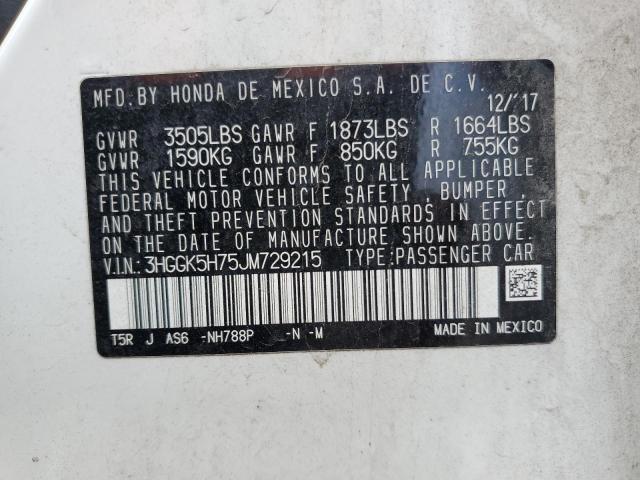 MFD.BY HONDA DE MEXICO S.A. DE C.V.
12/'17
GVWR 3505LBS GAWR F 1873LBS R 1664LBS
GVWR 1590KG GAWR F 850KG R 755KG
THIS VEHICLE CONFORMS TO ALL APPLICABLE
FEDERAL MOTOR VEHICLE SAFETY , BUMPER ,
AND THEFT PREVENTION STANDARDS IN EFFECT
ON THE DATE OF MANUFACTURE SHOWN ABOVE.
V.I.N.:3HGGK5H75JM729215 TYPE:PASSENGER CAR
T5R J AS6 -NH788P -N -M MADE IN MEXICO